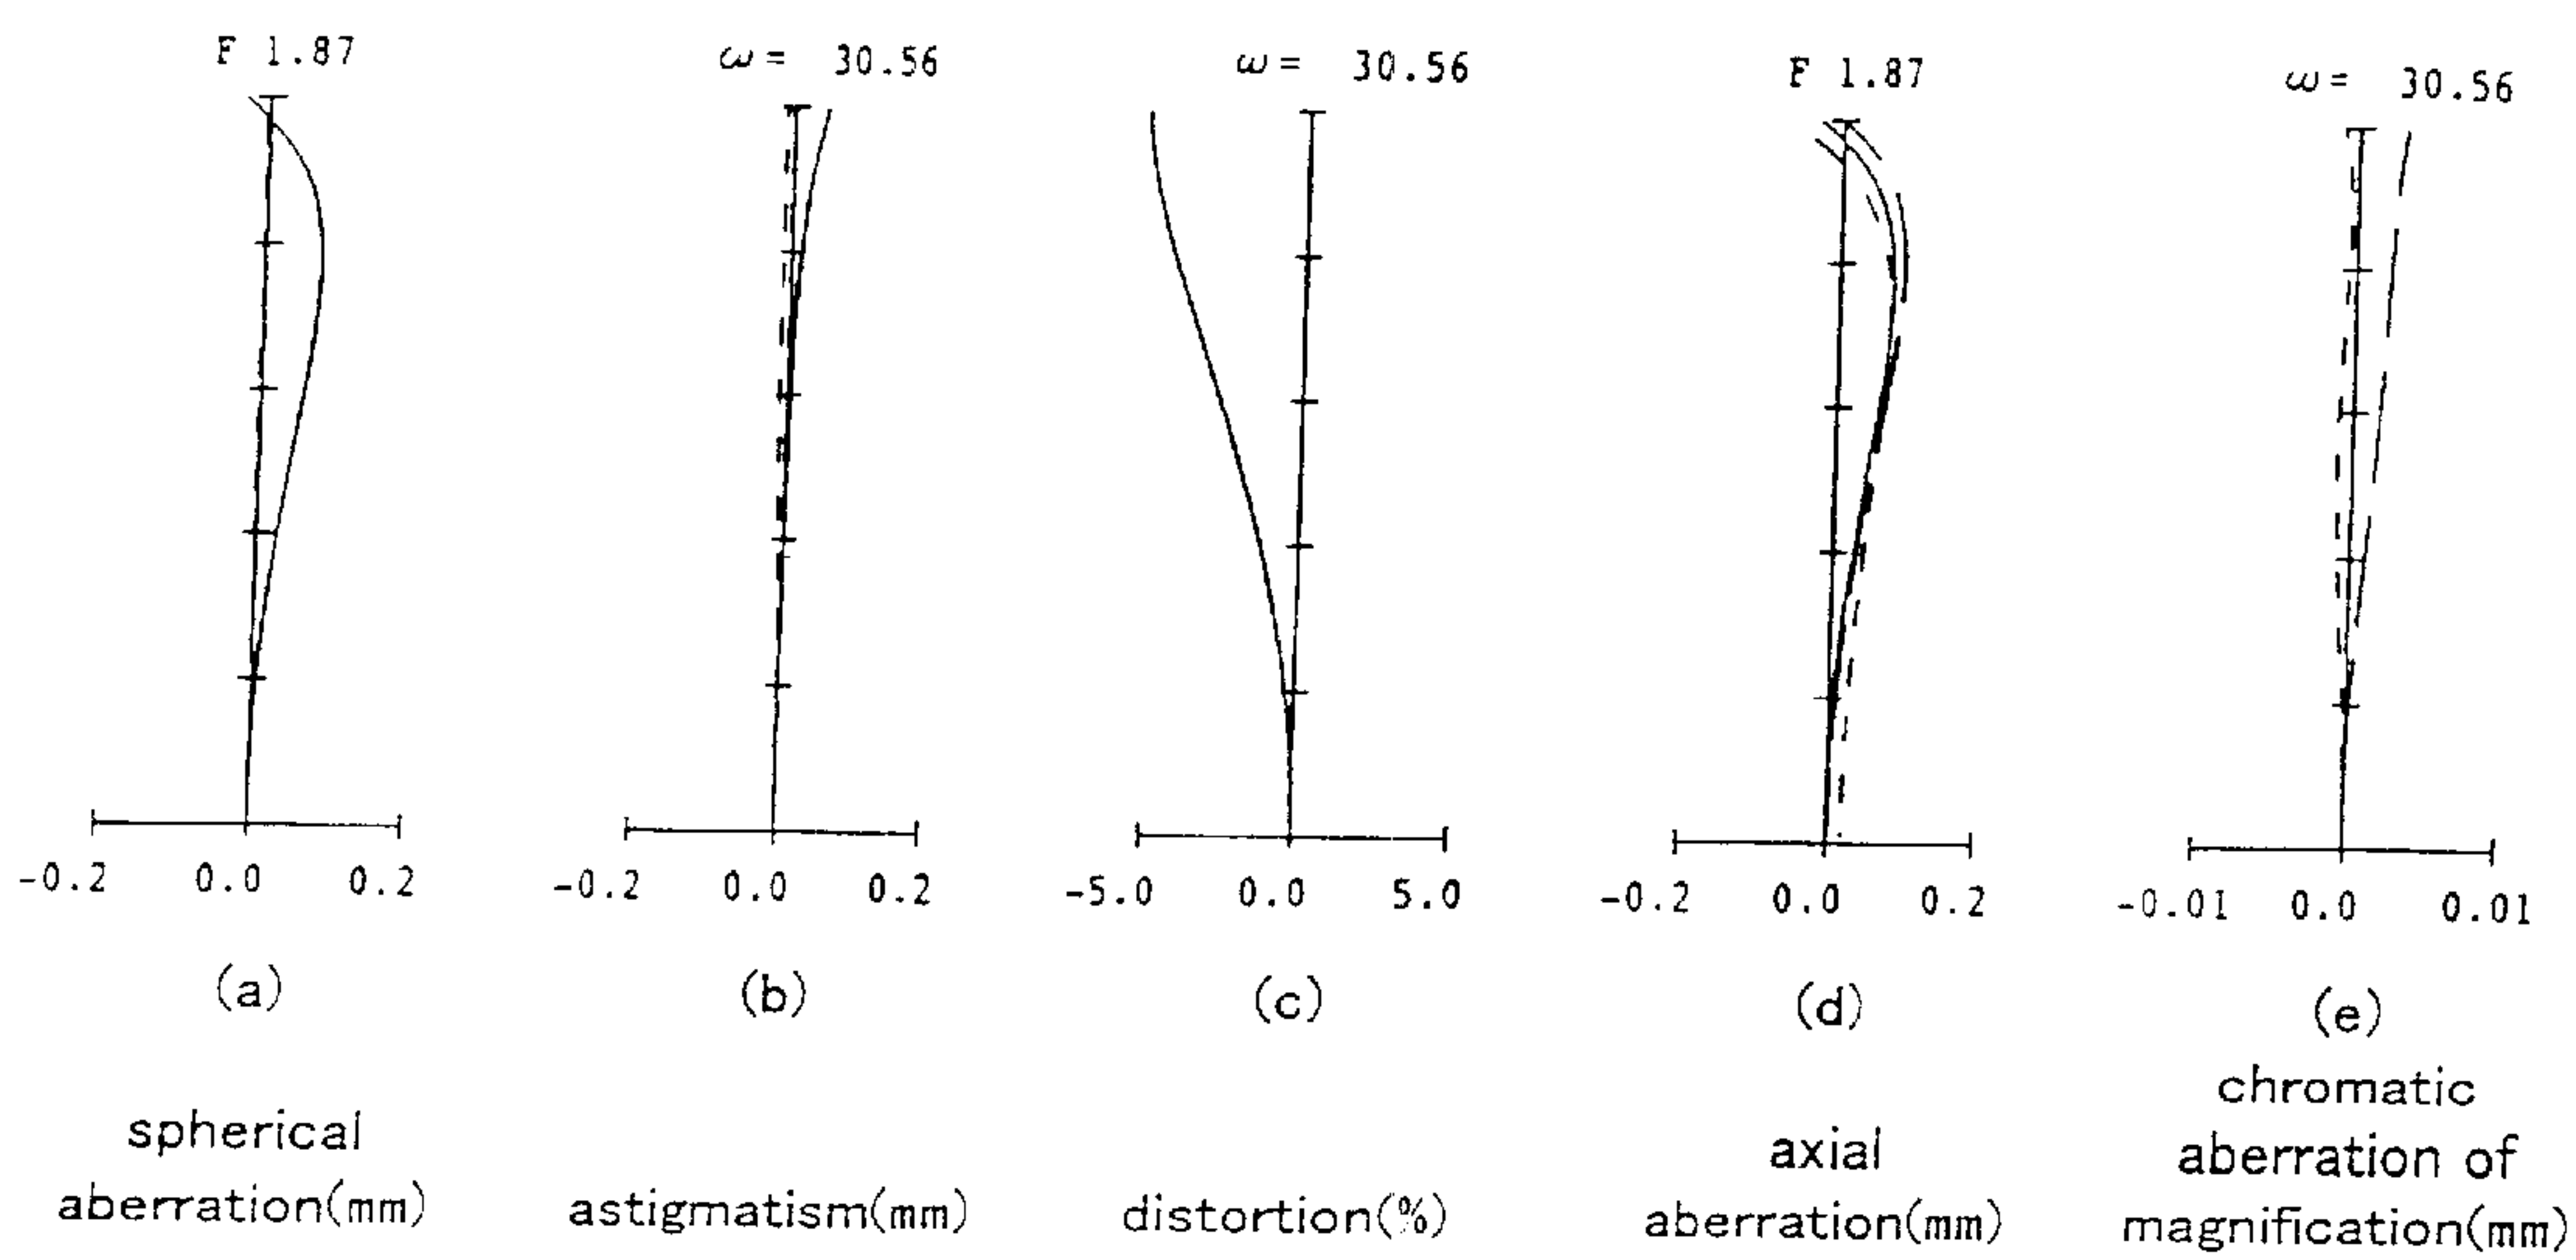 F 1.87
ω= 30.56
ω= 30.56
F 1.87
ω= 30.56
-0.2 0.0 0.2
-0.2 0.0 0.2
-5.0 0.0 5.0
-0.2 0.0 0.2
-0.01 0.0 0.01
(a)
(b)
(c)
(d)
(e)
spherical
aberration(mm)
astigmatism(mm)
distortion(%)
axial
aberration(mm)
chromatic
aberration of
magnification(mm)